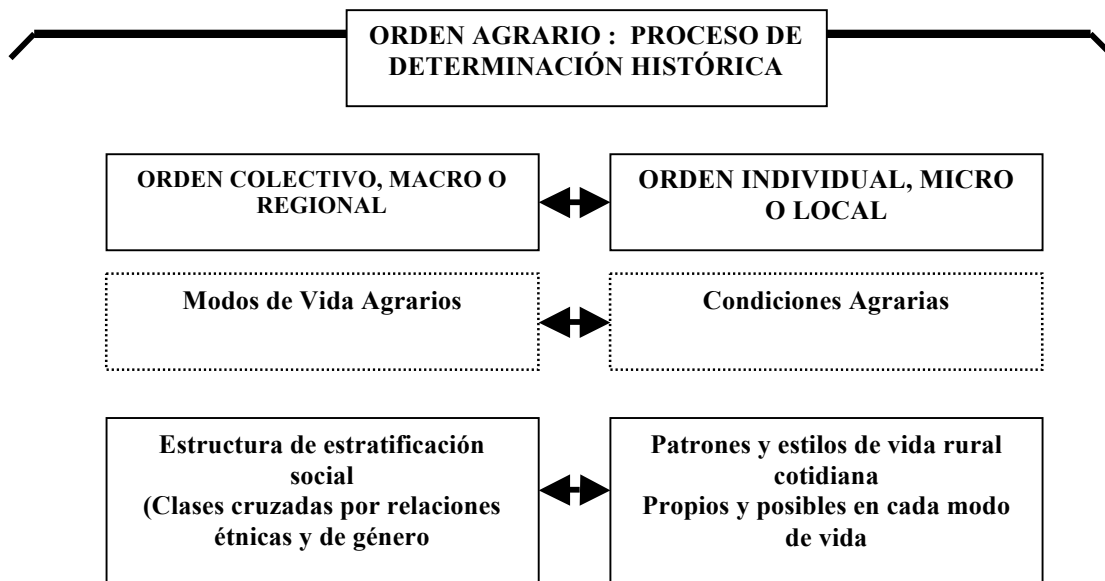 ORDEN AGRARIO :  PROCESO DE
DETERMINACIÓN HISTÓRICA
ORDEN COLECTIVO, MACRO O
REGIONAL
ORDEN INDIVIDUAL, MICRO
O LOCAL
Modos de Vida Agrarios
Condiciones Agrarias
Estructura de estratificación
social
(Clases cruzadas por relaciones
étnicas y de género
Patrones y estilos de vida rural
cotidiana
Propios y posibles en cada modo
de vida